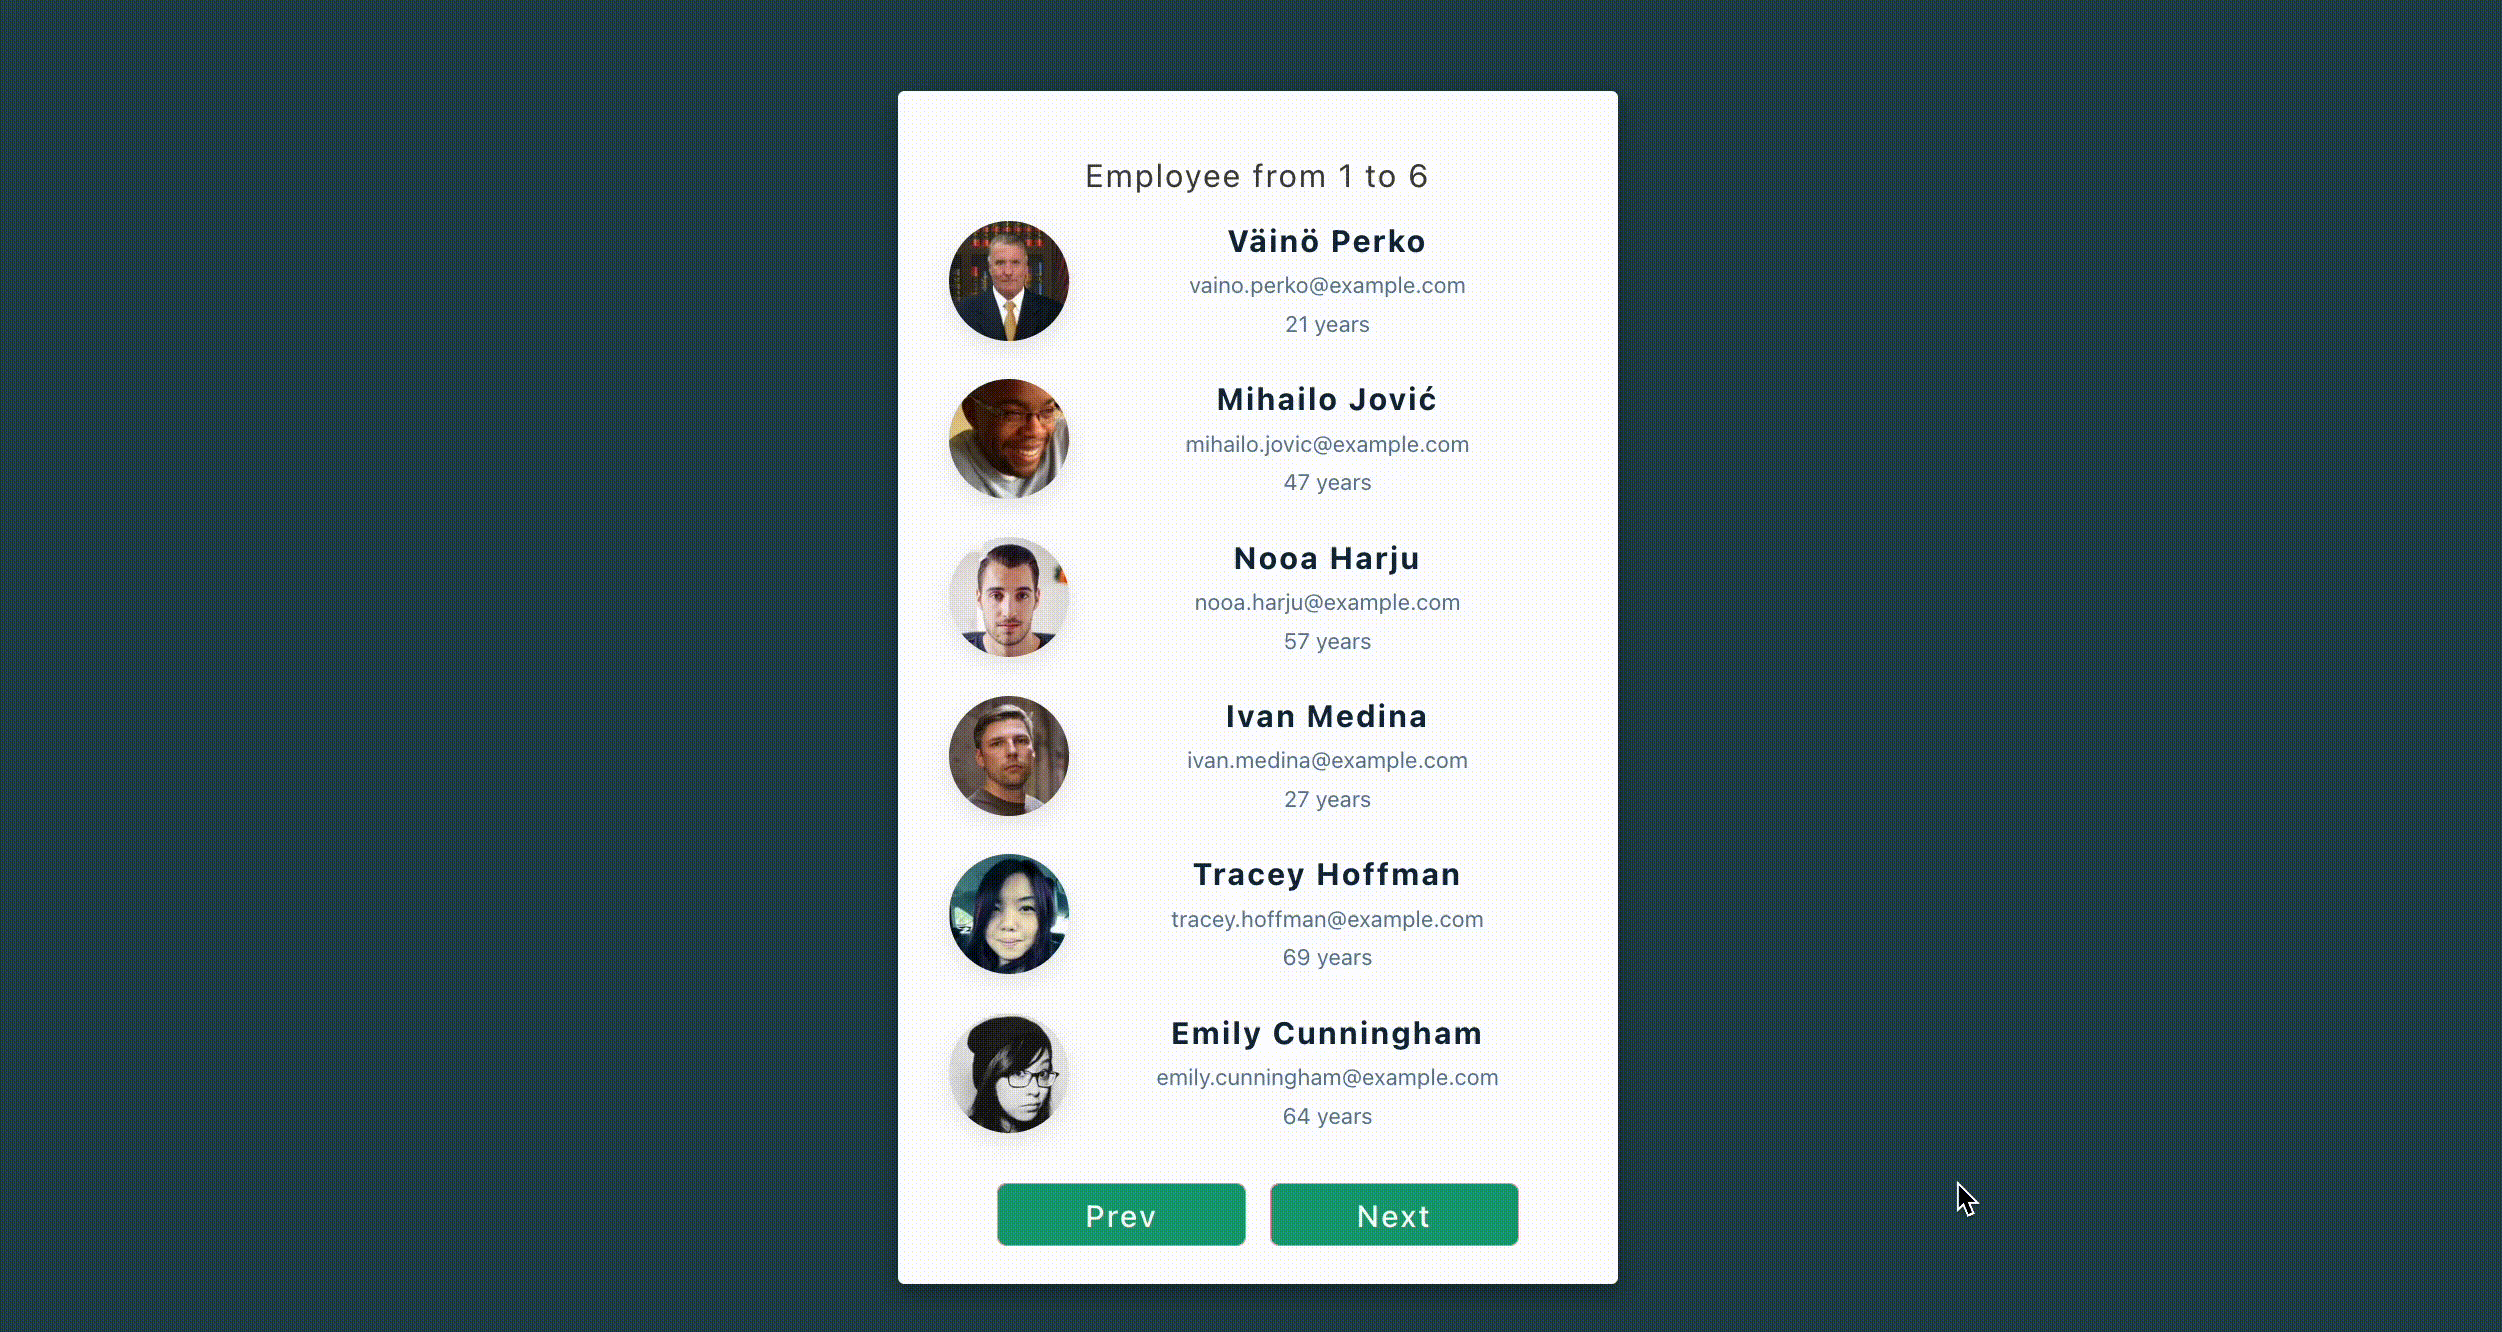 Employee from 1 to 6
Väinö Perko
vaino.perko@example.com
21 years
Mihailo Jović
mihailo.jovic@example.com
47 years
Nooa Harju
nooa.harju@example.com
57 years
Ivan Medina
ivan.medina@example.com
27 years
Tracey Hoffman
tracey.hoffman@example.com
69 years
Emily Cunningham
emily.cunningham@example.com
64 years
Prev Next